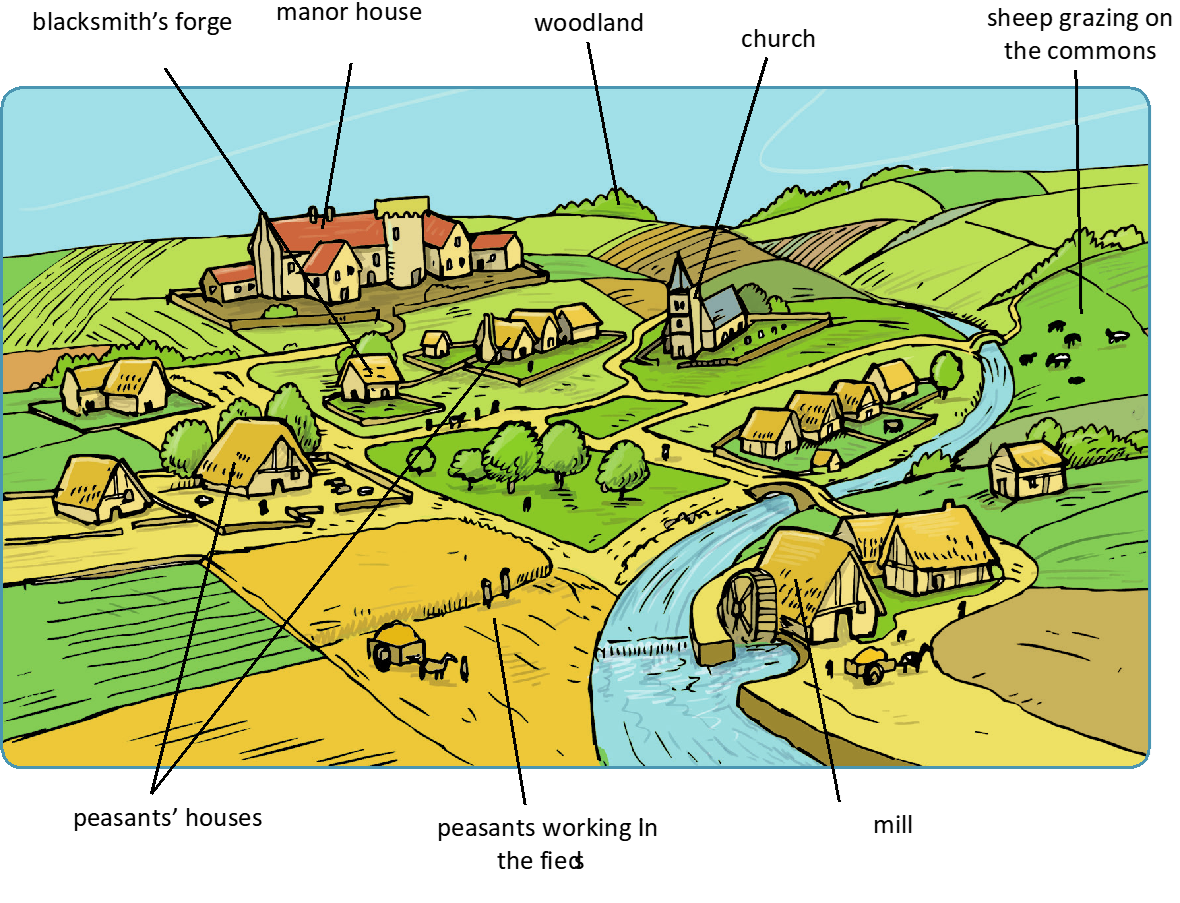 blacksmith’s forge
manor house
woodland
church
sheep grazing on
the commons
peasants’ houses
peasants working In
the fieds
mill